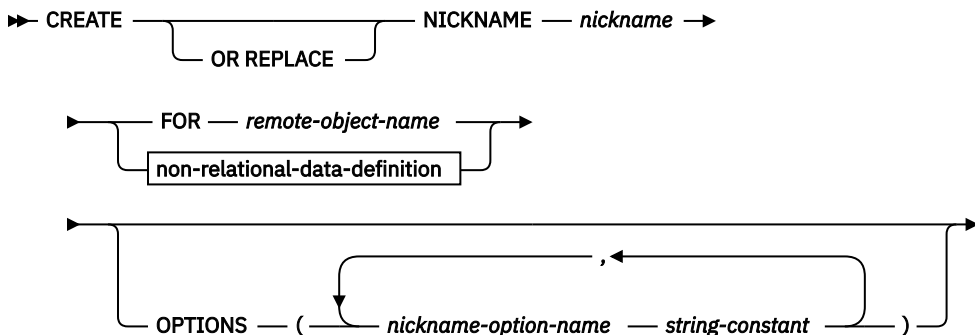 CREATE NICKNAME nickname
OR REPLACE
FOR remote-object-name
non-relational-data-definition
,
OPTIONS ( nickname-option-name string-constant )